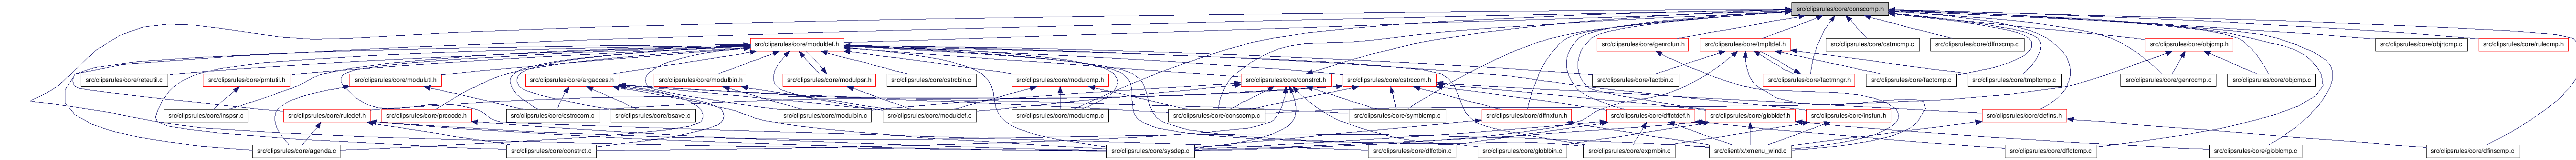 src/clipsrules/core/conscomp.h
src/clipsrules/core/moduldef.h
src/clipsrules/core/genrcfun.h
src/clipsrules/core/tmpltdef.h
src/clipsrules/core/cstrncmp.h
src/clipsrules/core/dffnxcmp.h
src/clipsrules/core/objcmp.h
src/clipsrules/core/objrtcmp.h
src/clipsrules/core/rulecmp.h
src/clipsrules/core/reteutil.c
src/clipsrules/core/prntutil.h
src/clipsrules/core/modulutl.h
src/clipsrules/core/argacces.h
src/clipsrules/core/modulbin.h
src/clipsrules/core/modulpsr.h
src/clipsrules/core/cstrcbin.c
src/clipsrules/core/modulcmp.h
src/clipsrules/core/constrct.h
src/clipsrules/core/cstrccom.h
src/clipsrules/core/factbin.c
src/clipsrules/core/factmngr.h
src/clipsrules/core/factcmp.c
src/clipsrules/core/tmpltcmp.c
src/clipsrules/core/genrccmp.c
src/clipsrules/core/objcmp.c
src/clipsrules/core/inspsr.c
src/clipsrules/core/ruledef.h
src/clipsrules/core/prccode.h
src/clipsrules/core/cstrccom.c
src/clipsrules/core/bsave.c
src/clipsrules/core/modulbin.c
src/clipsrules/core/moduldef.c
src/clipsrules/core/modulcmp.c
src/clipsrules/core/conscomp.c
src/clipsrules/core/symblcmp.c
src/clipsrules/core/dffnxfun.h
src/clipsrules/core/dffctdef.h
src/clipsrules/core/globldef.h
src/clipsrules/core/insfun.h
src/clipsrules/core/defins.h
src/clipsrules/core/agenda.c
src/clipsrules/core/constrct.c
src/clipsrules/core/sysdep.c
src/clipsrules/core/dffctbin.c
src/clipsrules/core/globlbin.c
src/clipsrules/core/exprnbin.c
src/client/x/xmenu_wind.c
src/clipsrules/core/dffctcmp.c
src/clipsrules/core/globlcmp.c
src/clipsrules/core/dfinscmp.c